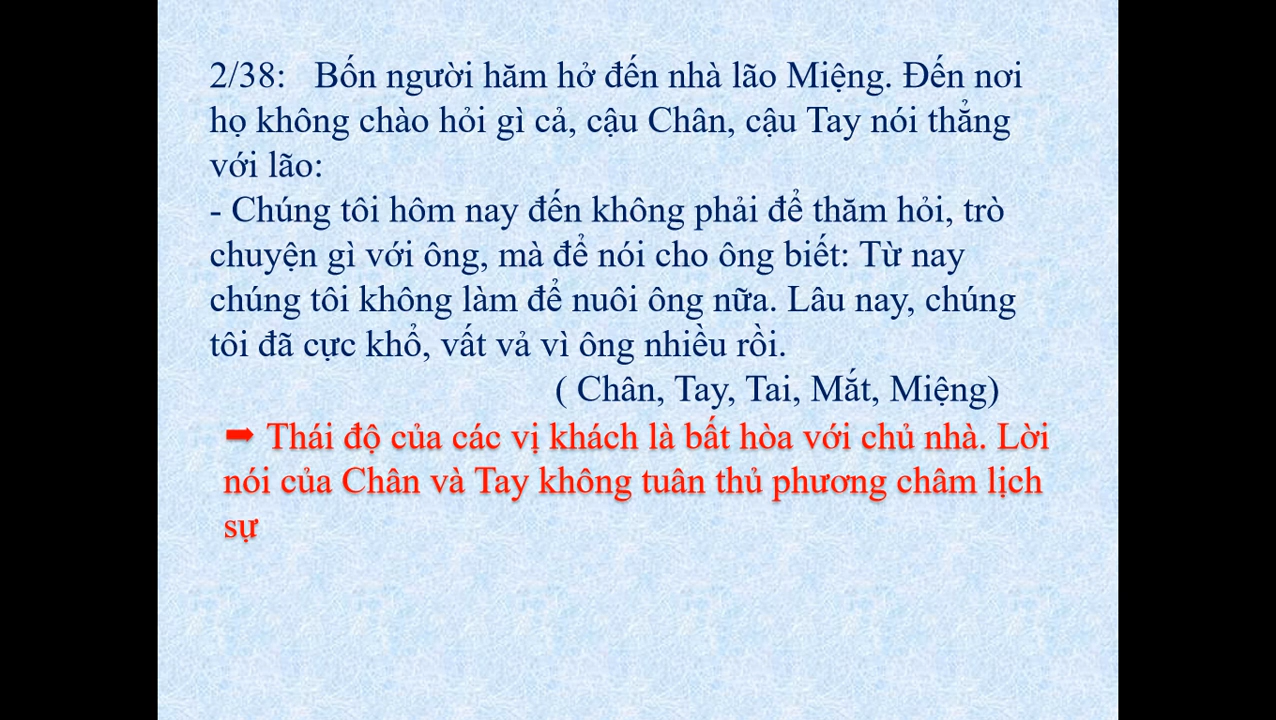 2/38: Bốn người hăm hở đến nhà lão Miệng. Đến nơi
họ không chào hỏi gì cả, cậu Chân, cậu Tay nói thẳng
với lão:
- Chúng tôi hôm nay đến không phải để thăm hỏi, trò
chuyện gì với ông, mà để nói cho ông biết: Từ nay
chúng tôi không làm để nuôi ông nữa. Lâu nay, chúng
tôi đã cực khổ, vất vả vì ông nhiều rồi.
( Chân, Tay, Tai, Mắt, Miệng)
➡ Thái độ của các vị khách là bất hòa với chủ nhà. Lời
nói của Chân và Tay không tuân thủ phương châm lịch
sự